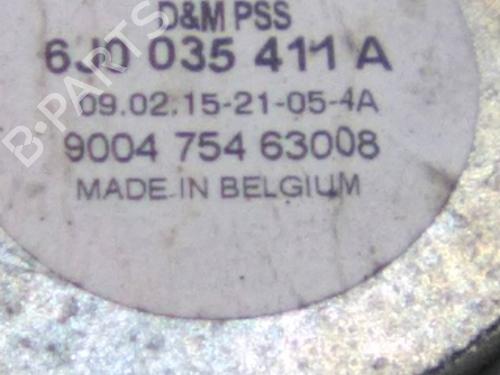 D&M PSS
6J0 035 411 A
09.02.15-21-05-4A
9004 754 63008
MADE IN BELGIUM
B-PARTS